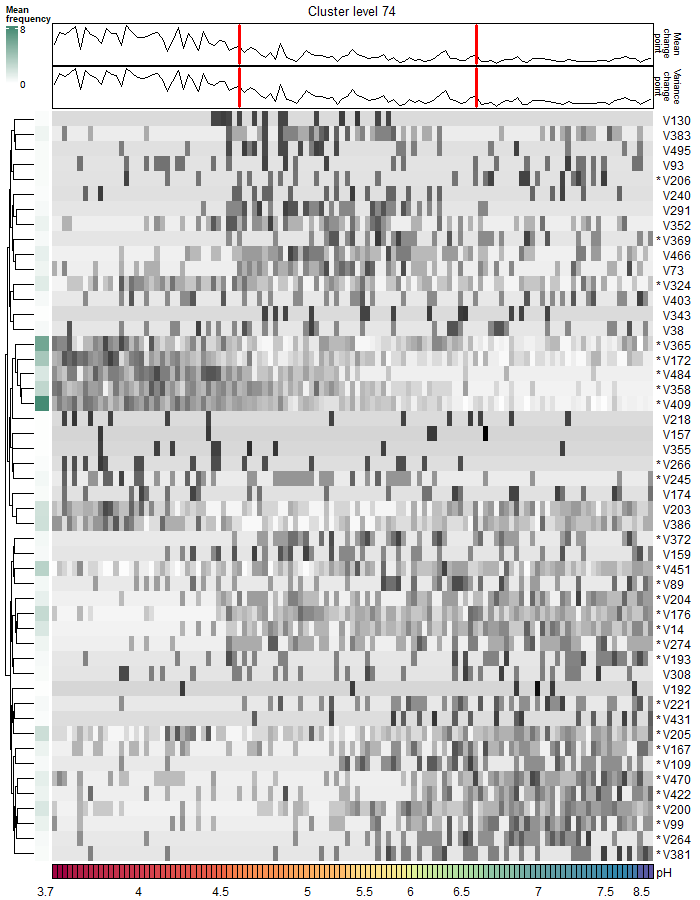 Mean
frequency
8
0
Cluster level 74
Mean
change
point
Variance
change
point
V130
V383
V495
V93
* V206
V240
V291
V352
* V369
V466
V73
* V324
V403
V343
V38
* V365
* V172
* V484
* V358
* V409
V218
V157
V355
* V266
* V245
V174
V203
V386
* V372
V159
* V451
* V89
* V204
* V176
* V14
* V274
* V193
V308
V192
* V221
* V431
* V205
* V167
* V109
* V470
* V422
* V200
* V99
* V264
* V381
pH
3.7 4 4.5 5 5.5 6 6.5 7 7.5 8.5